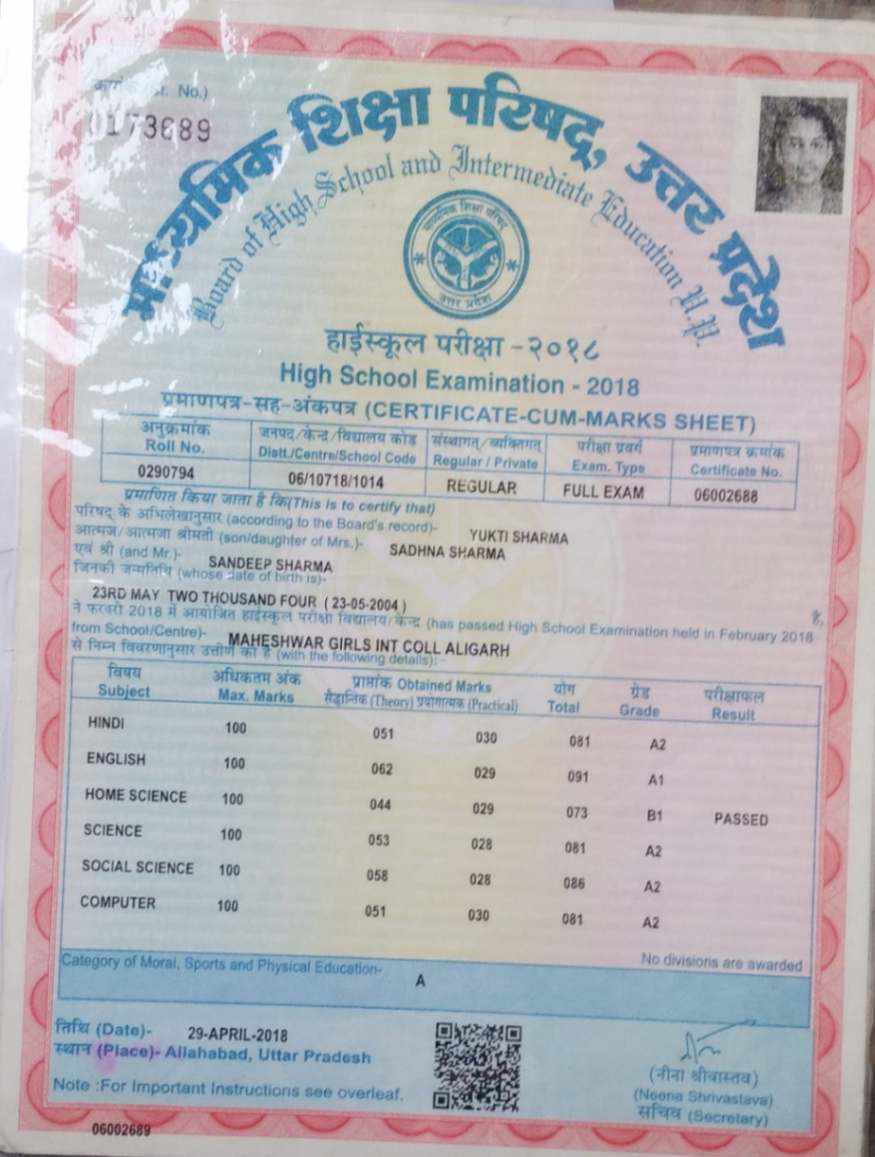 No.)
173689
माध्यमिक शिक्षा परिषद्, उत्तर प्रदेश
Board of High School and Intermediate Education U.P.
माध्यमिक शिक्षा परिषद
उत्तर प्रदेश
हाईस्कूल परीक्षा -२०१८
High School Examination - 2018
प्रमाणपत्र-सह-अंकपत्र (CERTIFICATE-CUM-MARKS SHEET)
अनुक्रमांक जनपद/केन्द्र/विद्यालय कोड संस्थागत्/व्यक्तिगत् परीक्षा प्रवर्ग प्रमाणपत्र क्रमांक
Roll No. Distt./Centre/School Code Regular / Private Exam. Type Certificate No.
0290794 06/10718/1014 REGULAR FULL EXAM 06002688
प्रमाणित किया जाता है कि(This is to certify that)
परिषद् के अभिलेखानुसार (according to the Board's record)- YUKTI SHARMA
आत्मज/आत्मजा श्रीमती (son/daughter of Mrs.)- SADHNA SHARMA
एवं श्री (and Mr.)- SANDEEP SHARMA
जिनकी जन्मतिथि (whose date of birth is)-
23RD MAY TWO THOUSAND FOUR ( 23-05-2004 ) है,
ने फरवरी 2018 में आयोजित हाईस्कूल परीक्षा विद्यालय/केन्द्र (has passed High School Examination held in February 2018
from School/Centre)- MAHESHWAR GIRLS INT COLL ALIGARH
से निम्न विवरणानुसार उत्तीर्ण की है (with the following details):-
विषय अधिकतम अंक प्राप्तांक Obtained Marks योग ग्रेड परीक्षाफल
Subject Max. Marks सैद्धान्तिक (Theory) प्रयोगात्मक (Practical) Total Grade Result
HINDI 100 051 030 081 A2
ENGLISH 100 062 029 091 A1
HOME SCIENCE 100 044 029 073 B1 PASSED
SCIENCE 100 053 028 081 A2
SOCIAL SCIENCE 100 058 028 086 A2
COMPUTER 100 051 030 081 A2
No divisions are awarded
Category of Moral, Sports and Physical Education- A
तिथि (Date)- 29-APRIL-2018
स्थान (Place)- Allahabad, Uttar Pradesh
Note :For Important Instructions see overleaf.
(नीना श्रीवास्तव)
(Neena Shrivastava)
सचिव (Secretary)
06002689